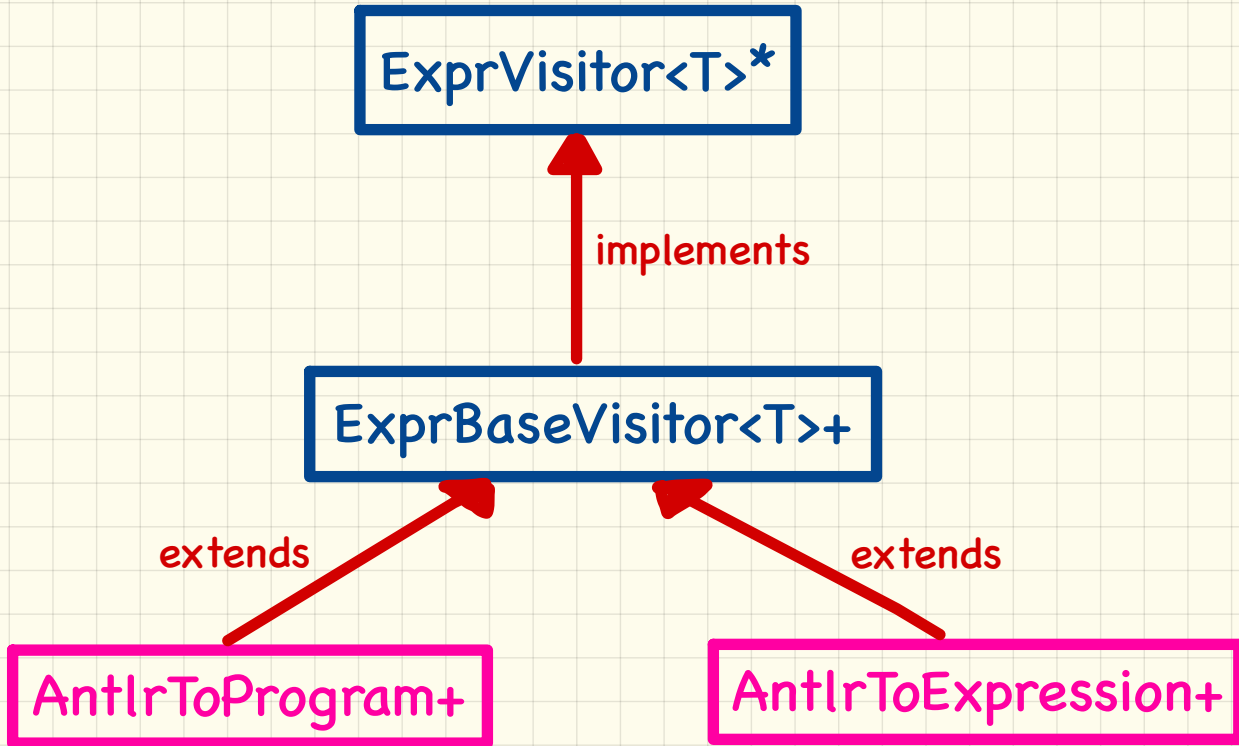 ExprVisitor<T>*
implements
ExprBaseVisitor<T>+
extends
extends
AntlrToProgram+
AntlrToExpression+